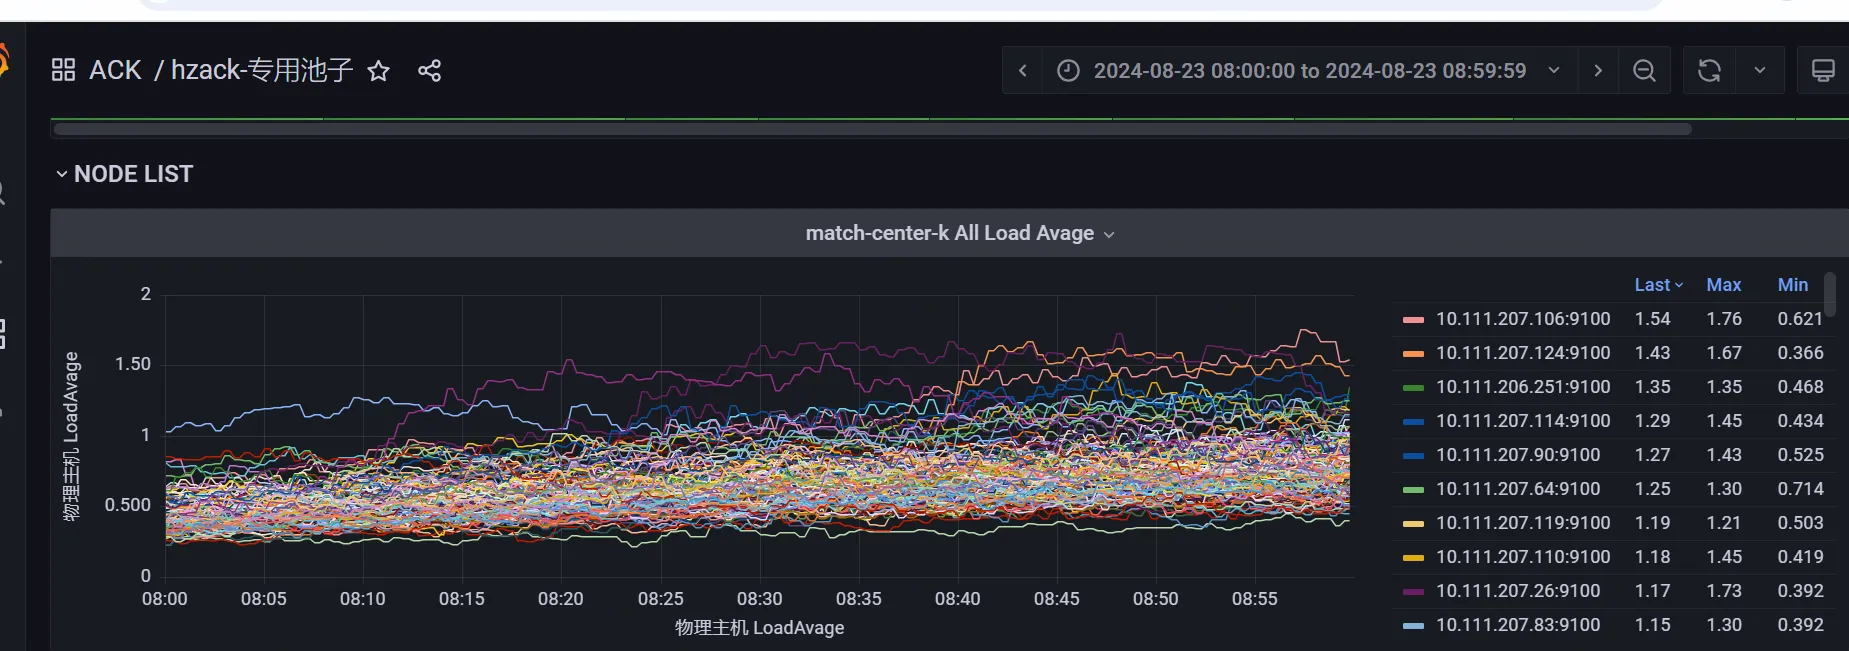 ACK / hzack-专用池子
2024-08-23 08:00:00 to 2024-08-23 08:59:59
NODE LIST
match-center-k All Load Avage
物理主机 LoadAvage
2
1.50
1
0.500
0
08:00 08:05 08:10 08:15 08:20 08:25 08:30 08:35 08:40 08:45 08:50 08:55
物理主机 LoadAvage
Last Max Min
10.111.207.106:9100 1.54 1.76 0.621
10.111.207.124:9100 1.43 1.67 0.366
10.111.206.251:9100 1.35 1.35 0.468
10.111.207.114:9100 1.29 1.45 0.434
10.111.207.90:9100 1.27 1.43 0.525
10.111.207.64:9100 1.25 1.30 0.714
10.111.207.119:9100 1.19 1.21 0.503
10.111.207.110:9100 1.18 1.45 0.419
10.111.207.26:9100 1.17 1.73 0.392
10.111.207.83:9100 1.15 1.30 0.392